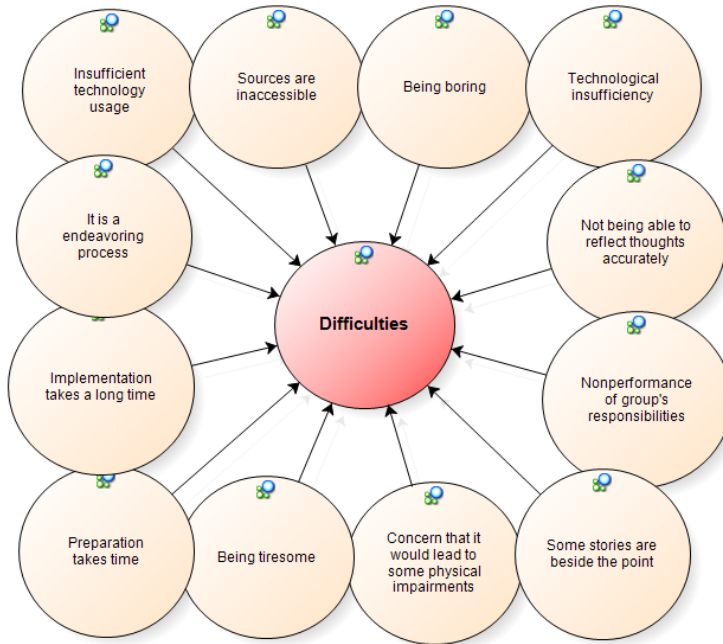 Insufficient
technology
usage
Sources are
inaccessible
Being boring
Technological
insufficiency
It is a
endeavoring
process
Not being able to
reflect thoughts
accurately
Difficulties
Implementation
takes a long time
Nonperformance
of group's
responsibilities
Preparation
takes time
Being tiresome
Concern that it
would lead to
some physical
impairments
Some stories are
beside the point